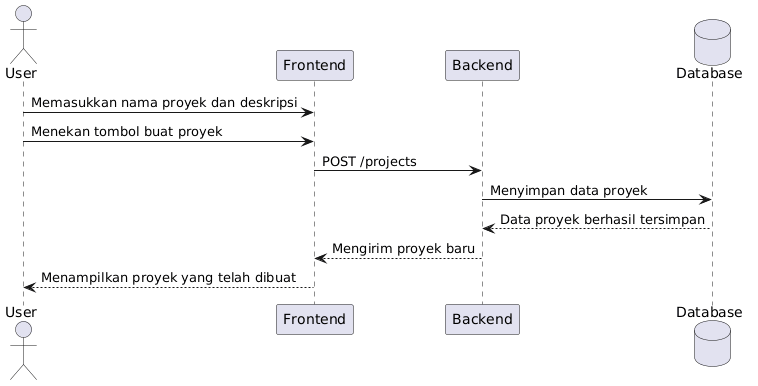 User
Frontend
Backend
Database
Memasukkan nama proyek dan deskripsi
Menekan tombol buat proyek
POST /projects
Menyimpan data proyek
Data proyek berhasil tersimpan
Mengirim proyek baru
Menampilkan proyek yang telah dibuat
User
Frontend
Backend
Database